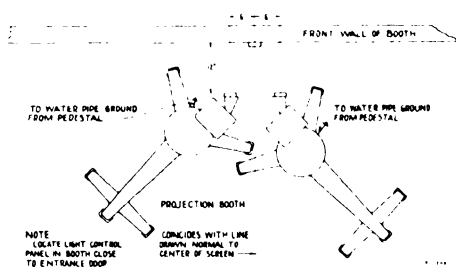 FRONT WALL OF BOOTH
TO WATER PIPE GROUND
FROM PEDESTAL
TO WATER PIPE GROUND
FROM PEDESTAL
PROJECTION BOOTH
NOTE
LOCATE LIGHT CONTROL
PANEL IN BOOTH CLOSE
TO ENTRANCE DOOR
COINCIDES WITH LINE
DRAWN NORMAL TO
CENTER OF SCREEN